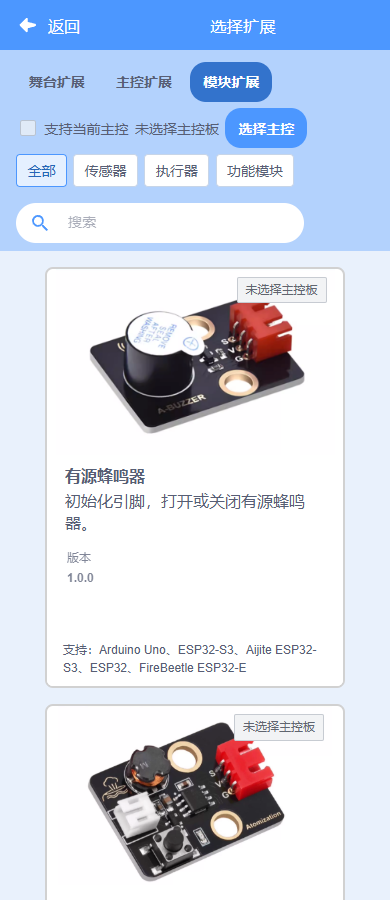 返回
选择扩展
舞台扩展
主控扩展
模块扩展
支持当前主控
未选择主控板
选择主控
全部
传感器
执行器
功能模块
搜索
未选择主控板
REMOVE
SEAL
AFTER
WASHING
A-BUZZER
有源蜂鸣器
初始化引脚，打开或关闭有源蜂鸣
器。
版本
1.0.0
支持：Arduino Uno、ESP32-S3、Aijite ESP32-
S3、ESP32、FireBeetle ESP32-E
未选择主控板
Atomization